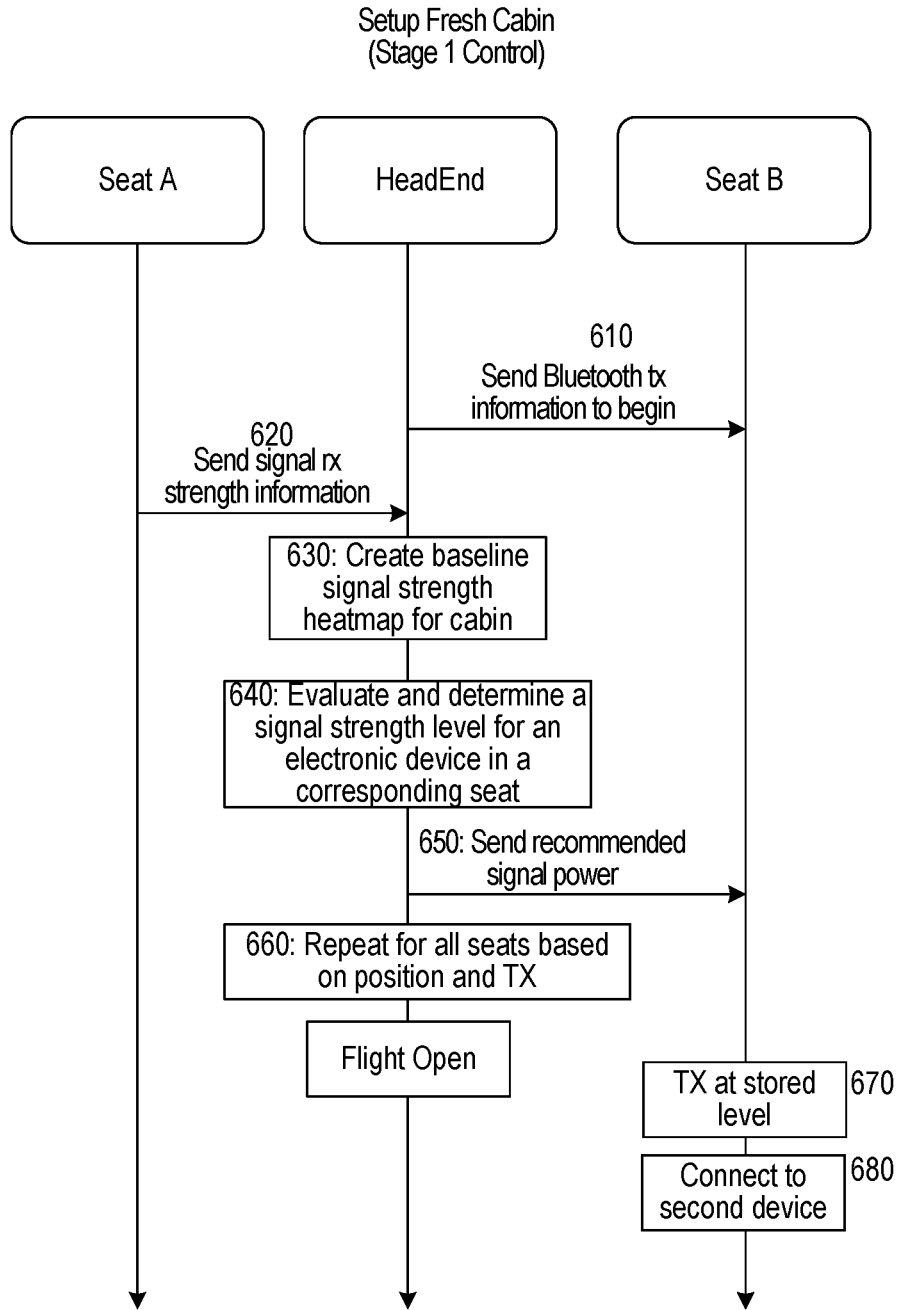 Setup Fresh Cabin
(Stage 1 Control)
Seat A
HeadEnd
Seat B
610
Send Bluetooth tx
information to begin
620
Send signal rx
strength information
630: Create baseline
signal strength
heatmap for cabin
640: Evaluate and determine a
signal strength level for an
electronic device in a
corresponding seat
650: Send recommended
signal power
660: Repeat for all seats based
on position and TX
Flight Open
TX at stored
level
670
Connect to
second device
680